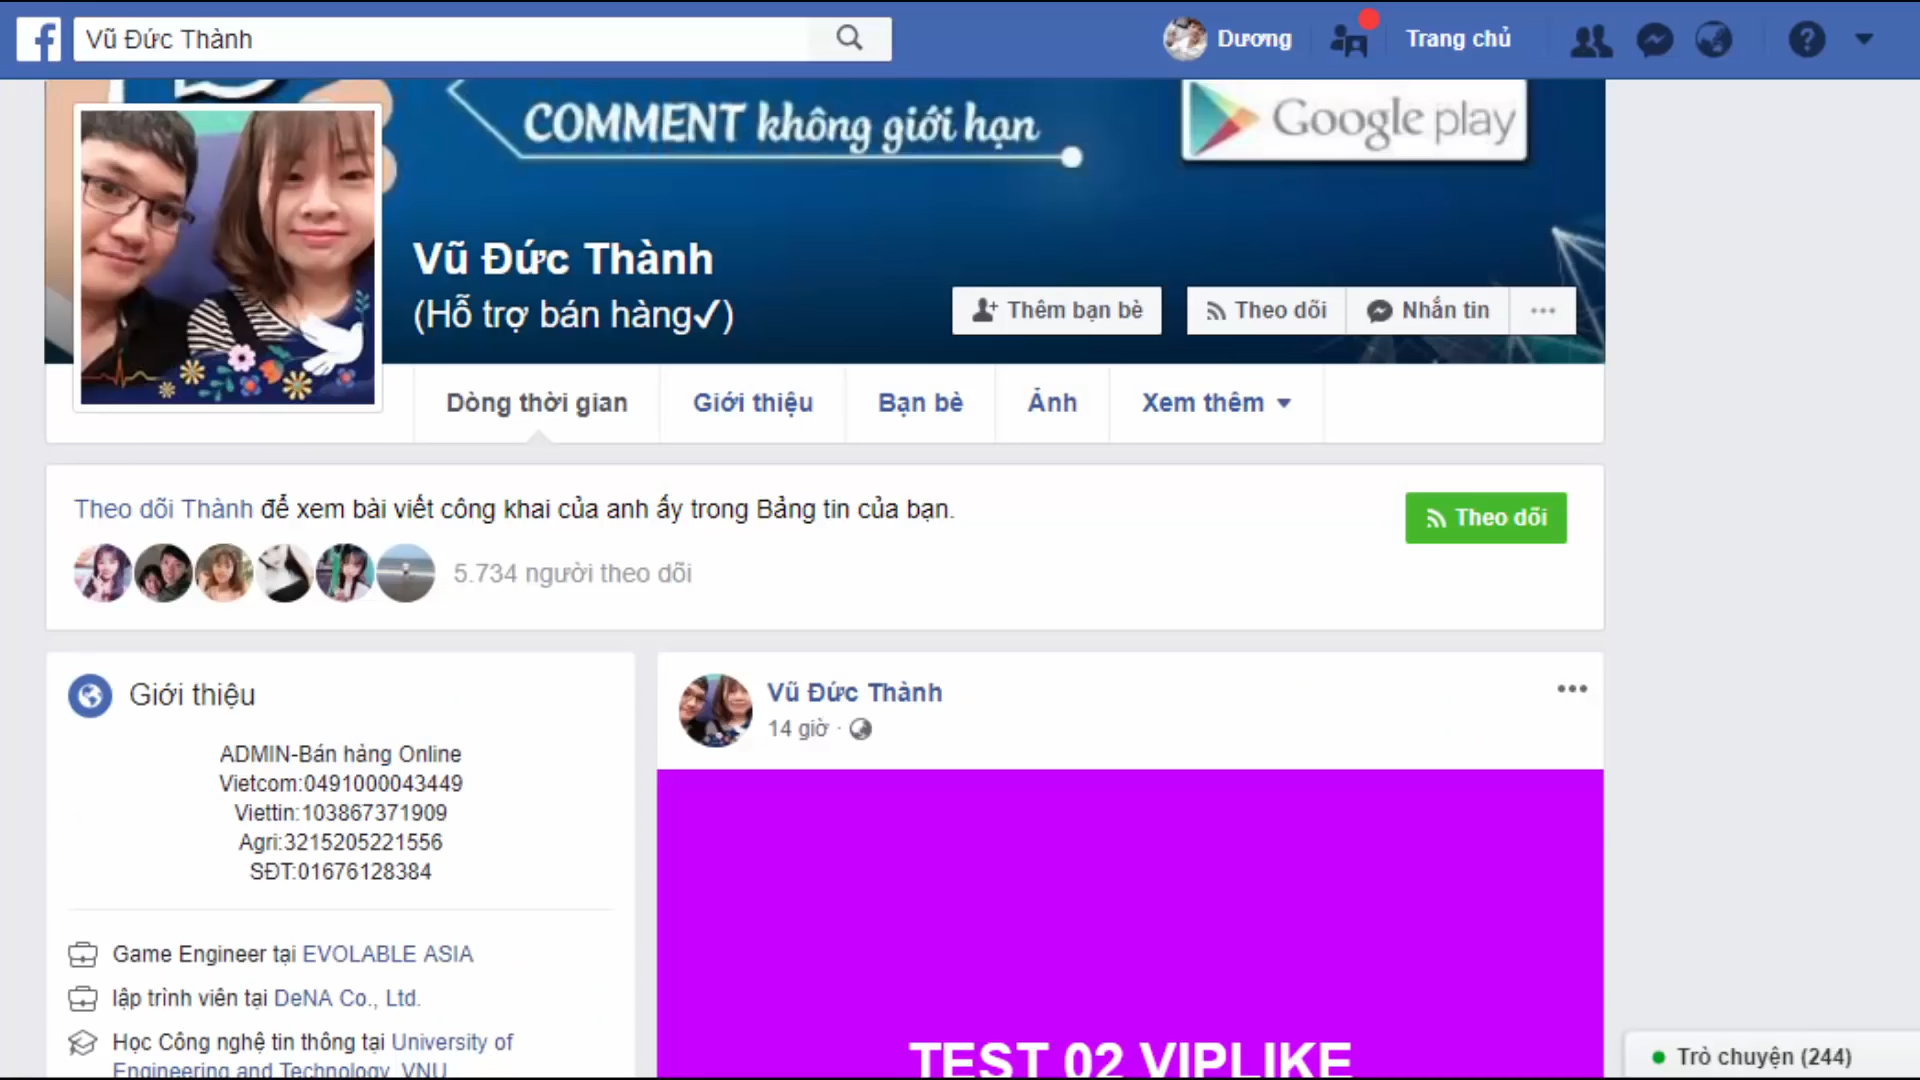 Vũ Đức Thành
Dương
Trang chủ
COMMENT không giới hạn
Google play
Vũ Đức Thành
(Hỗ trợ bán hàng✓)
Thêm bạn bè
Theo dõi
Nhắn tin
Dòng thời gian
Giới thiệu
Bạn bè
Ảnh
Xem thêm
Theo dõi Thành để xem bài viết công khai của anh ấy trong Bảng tin của bạn.
Theo dõi
5.734 người theo dõi
Giới thiệu
ADMIN-Bán hàng Online
Vietcom:0491000043449
Viettin:103867371909
Agri:3215205221556
SĐT:01676128384
Game Engineer tại EVOLABLE ASIA
lập trình viên tại DeNA Co., Ltd.
Học Công nghệ tin thông tại University of
Engineering and Technology, VNU
Vũ Đức Thành
14 giờ ·
TEST 02 VIPLIKE
Trò chuyện (244)